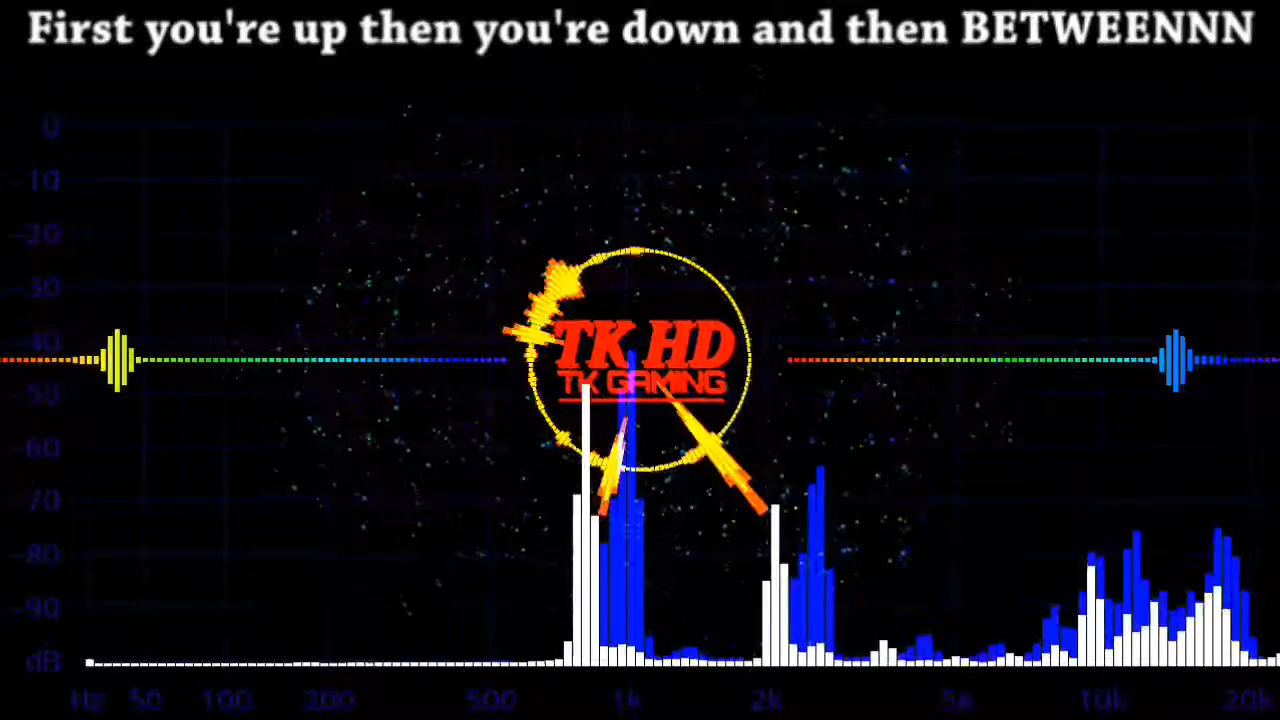 First you're up then you're down and then BETWEENNN
0
-10
-20
-30
-40
-50
-60
-70
-80
-90
dB
TK HD
TK GAMING
Hz 50 100 200 500 1k 2k 5k 10k 20k